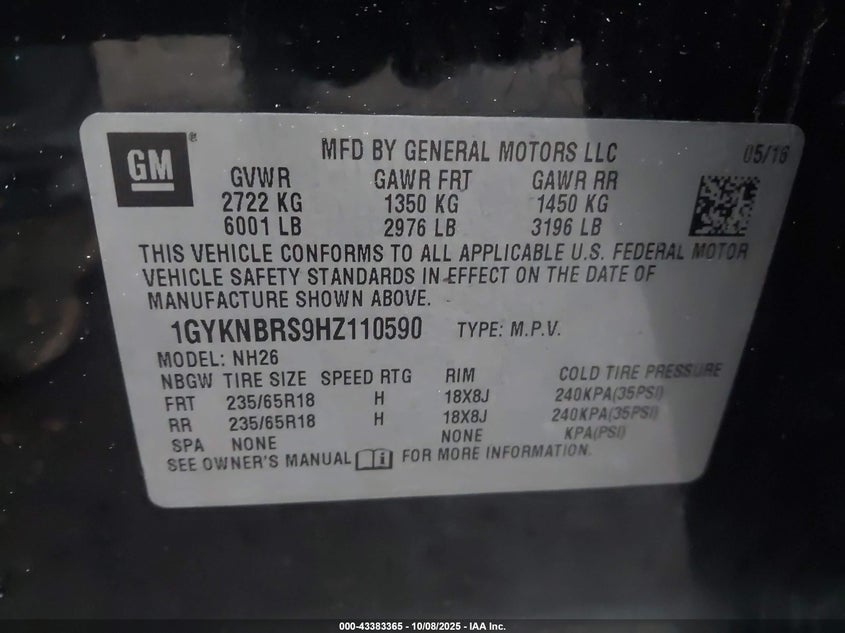 GM®
MFD BY GENERAL MOTORS LLC 05/16
GVWR GAWR FRT GAWR RR
2722 KG 1350 KG 1450 KG
6001 LB 2976 LB 3196 LB
THIS VEHICLE CONFORMS TO ALL APPLICABLE U.S. FEDERAL MOTOR
VEHICLE SAFETY STANDARDS IN EFFECT ON THE DATE OF
MANUFACTURE SHOWN ABOVE.
1GYKNBRS9HZ110590 TYPE: M.P.V.
MODEL: NH26
NBGW TIRE SIZE SPEED RTG RIM COLD TIRE PRESSURE
FRT 235/65R18 H 18X8J 240KPA(35PSI)
RR 235/65R18 H 18X8J 240KPA(35PSI)
SPA NONE NONE KPA(PSI)
SEE OWNER'S MANUAL i FOR MORE INFORMATION.
000-43383365 - 10/08/2025 - IAA Inc.